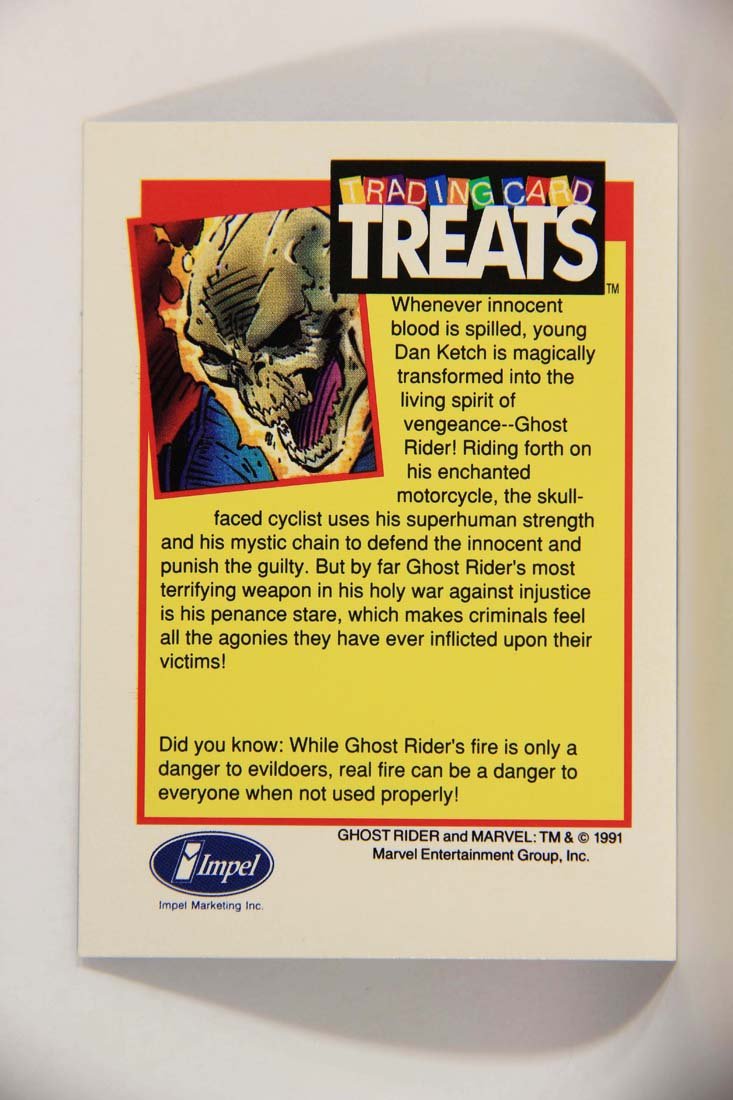 TRADING CARD
TREATS™
Whenever innocent
blood is spilled, young
Dan Ketch is magically
transformed into the
living spirit of
vengeance--Ghost
Rider! Riding forth on
his enchanted
motorcycle, the skull-
faced cyclist uses his superhuman strength
and his mystic chain to defend the innocent and
punish the guilty. But by far Ghost Rider's most
terrifying weapon in his holy war against injustice
is his penance stare, which makes criminals feel
all the agonies they have ever inflicted upon their
victims!
Did you know: While Ghost Rider's fire is only a
danger to evildoers, real fire can be a danger to
everyone when not used properly!
GHOST RIDER and MARVEL: TM & © 1991
Marvel Entertainment Group, Inc.
Impel
Impel Marketing Inc.